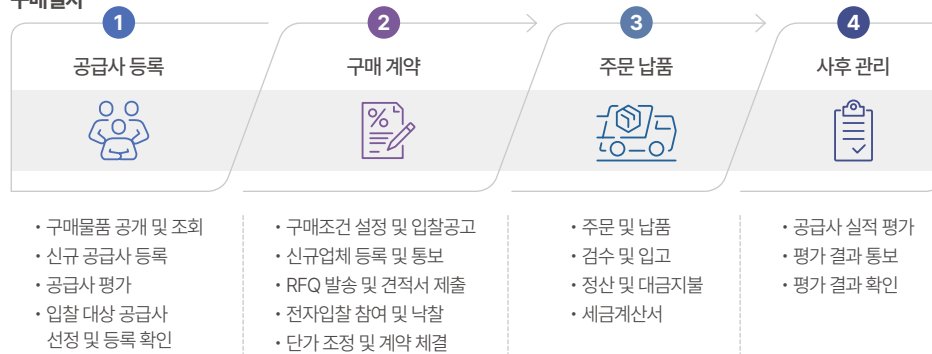 구매절차
1
공급사 등록
2
구매 계약
3
주문 납품
4
사후 관리
%
• 구매물품 공개 및 조회
• 신규 공급사 등록
• 공급사 평가
• 입찰 대상 공급사
선정 및 등록 확인
• 구매조건 설정 및 입찰공고
• 신규업체 등록 및 통보
• RFQ 발송 및 견적서 제출
• 전자입찰 참여 및 낙찰
• 단가 조정 및 계약 체결
• 주문 및 납품
• 검수 및 입고
• 정산 및 대금지불
• 세금계산서
• 공급사 실적 평가
• 평가 결과 통보
• 평가 결과 확인